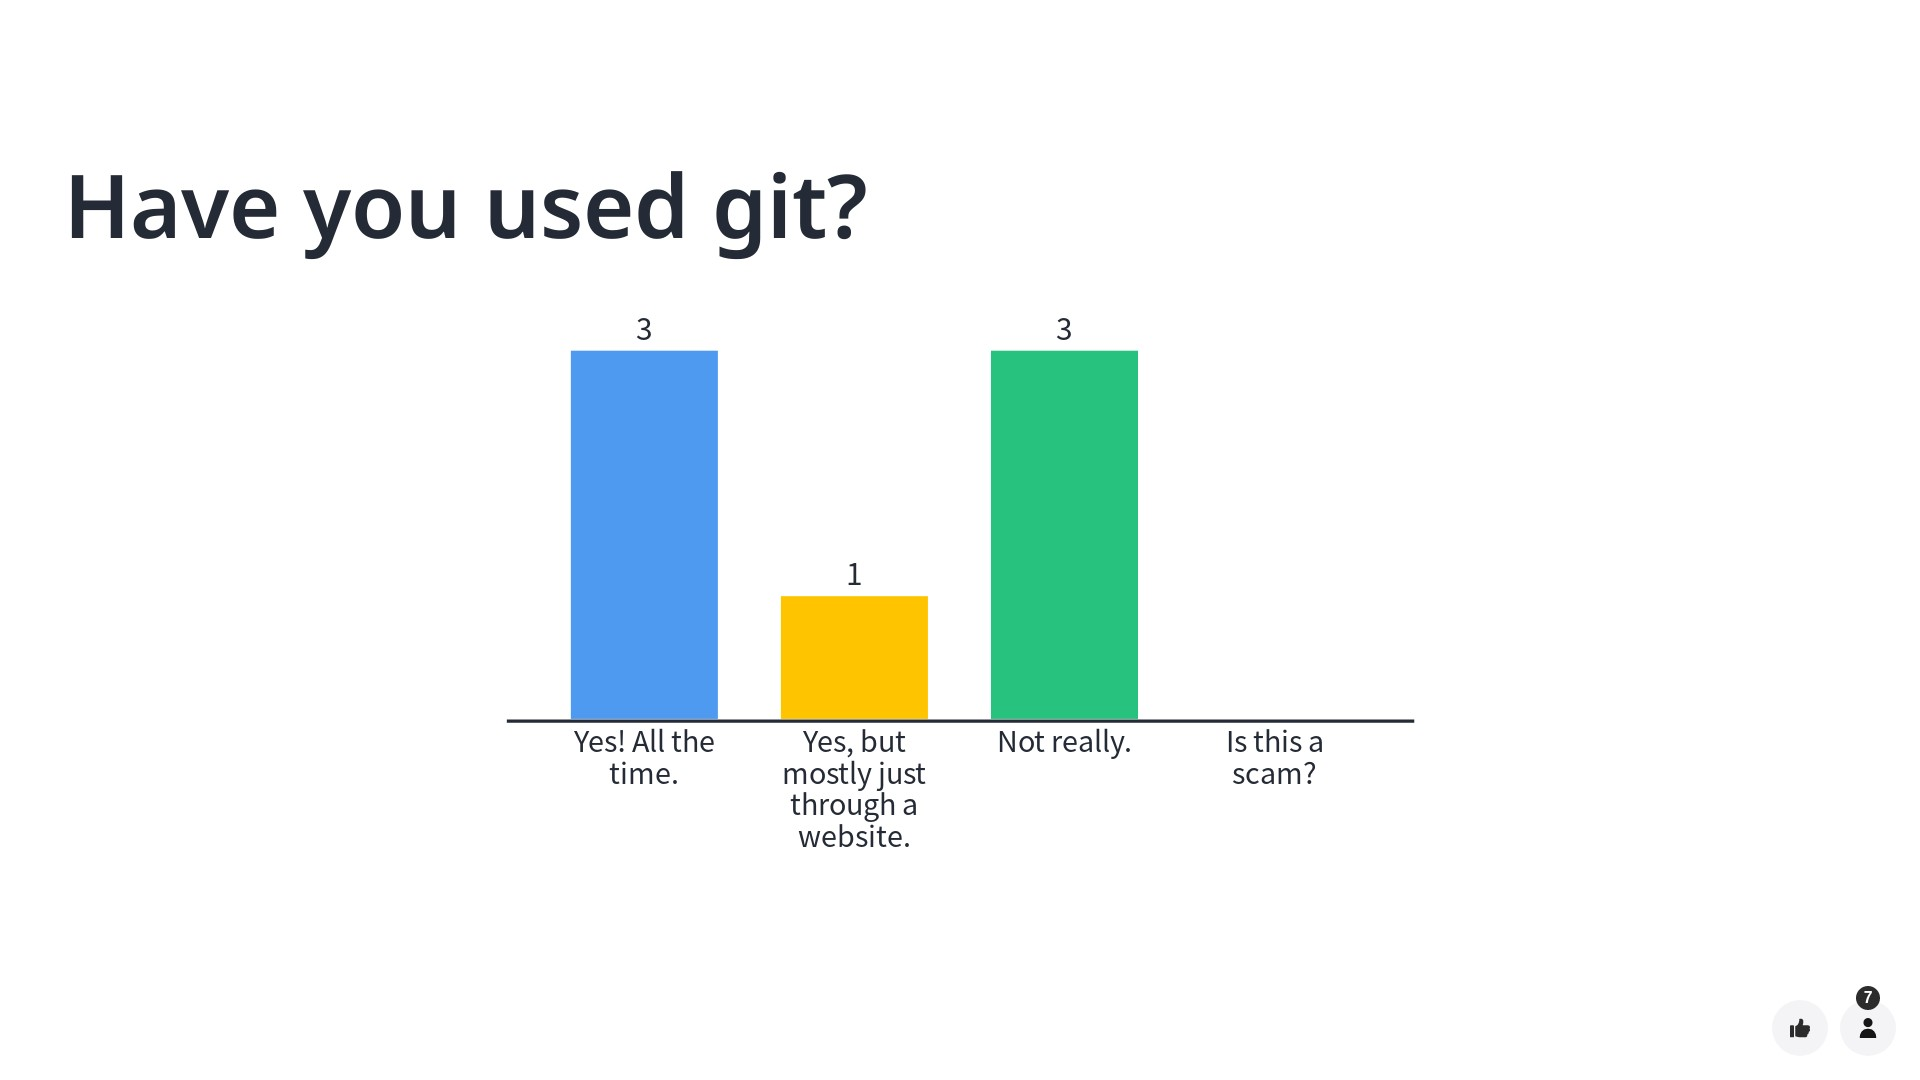 Have you used git?
3
1
3
Yes! All the
time.
Yes, but
mostly just
through a
website.
Not really.
Is this a
scam?
7